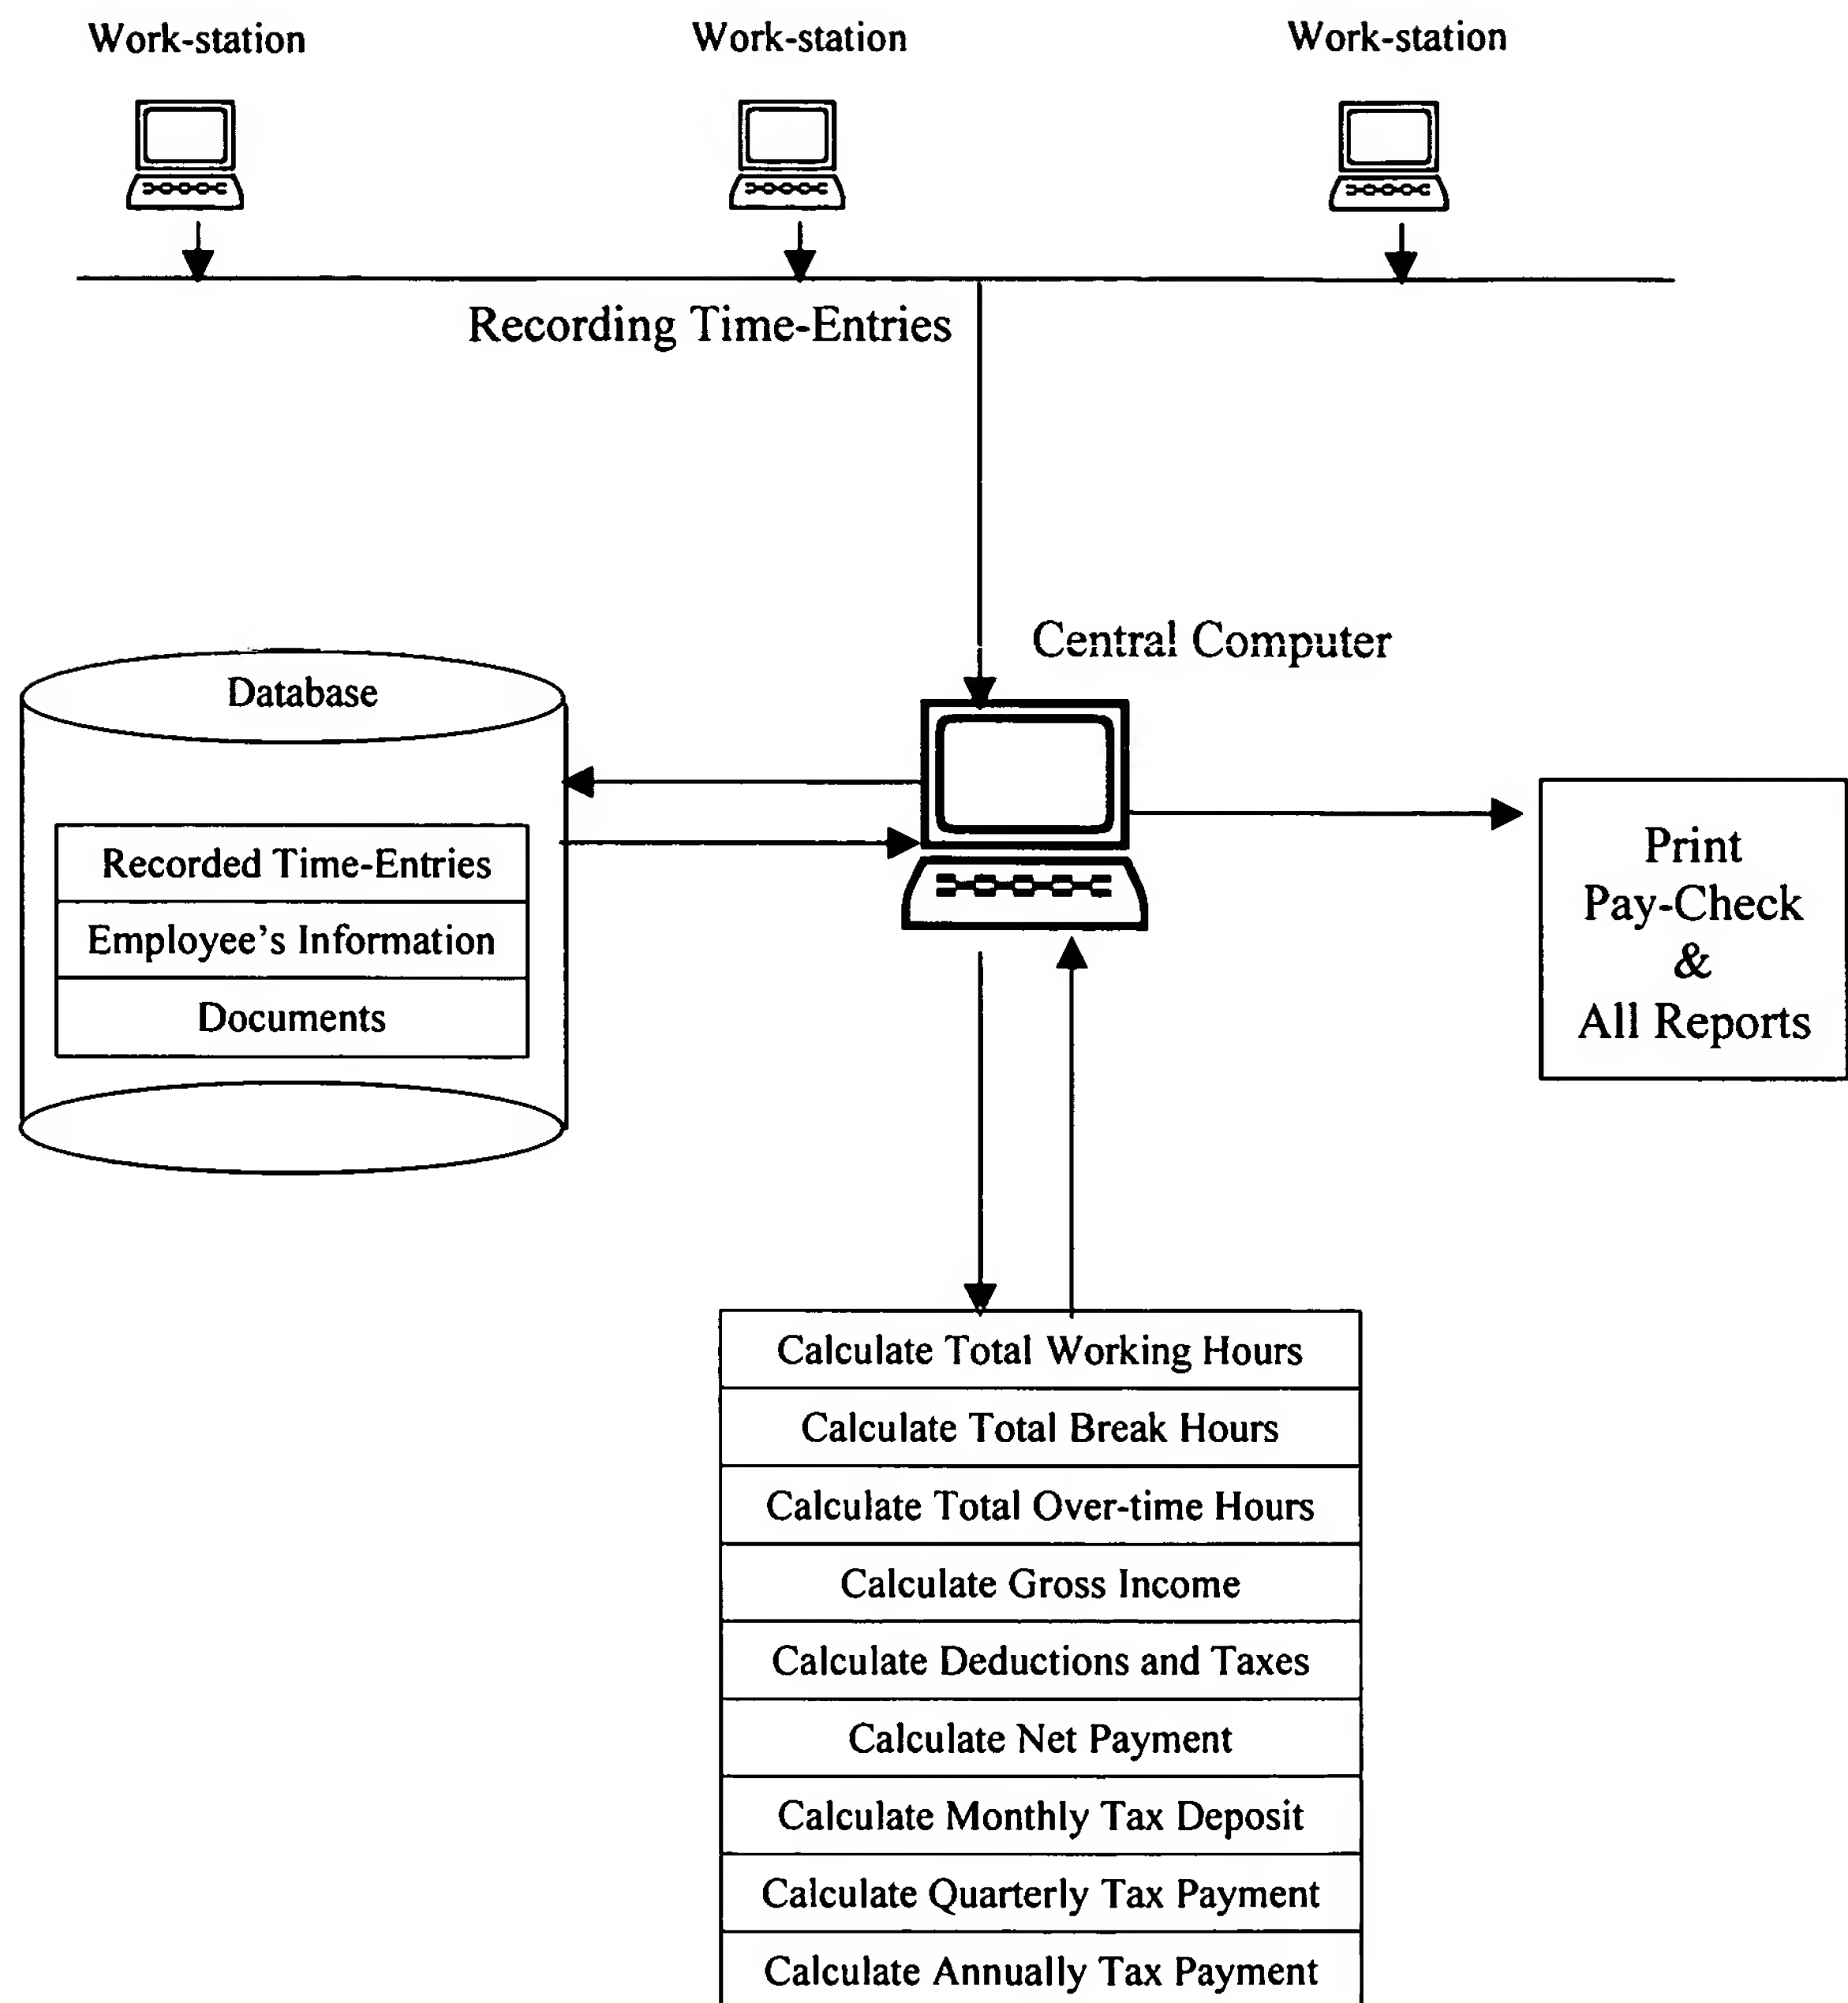 Work-station
Work-station
Work-station
Recording Time-Entries
Central Computer
Database
Recorded Time-Entries
Employee's Information
Documents
Print
Pay-Check
&
All Reports
Calculate Total Working Hours
Calculate Total Break Hours
Calculate Total Over-time Hours
Calculate Gross Income
Calculate Deductions and Taxes
Calculate Net Payment
Calculate Monthly Tax Deposit
Calculate Quarterly Tax Payment
Calculate Annually Tax Payment